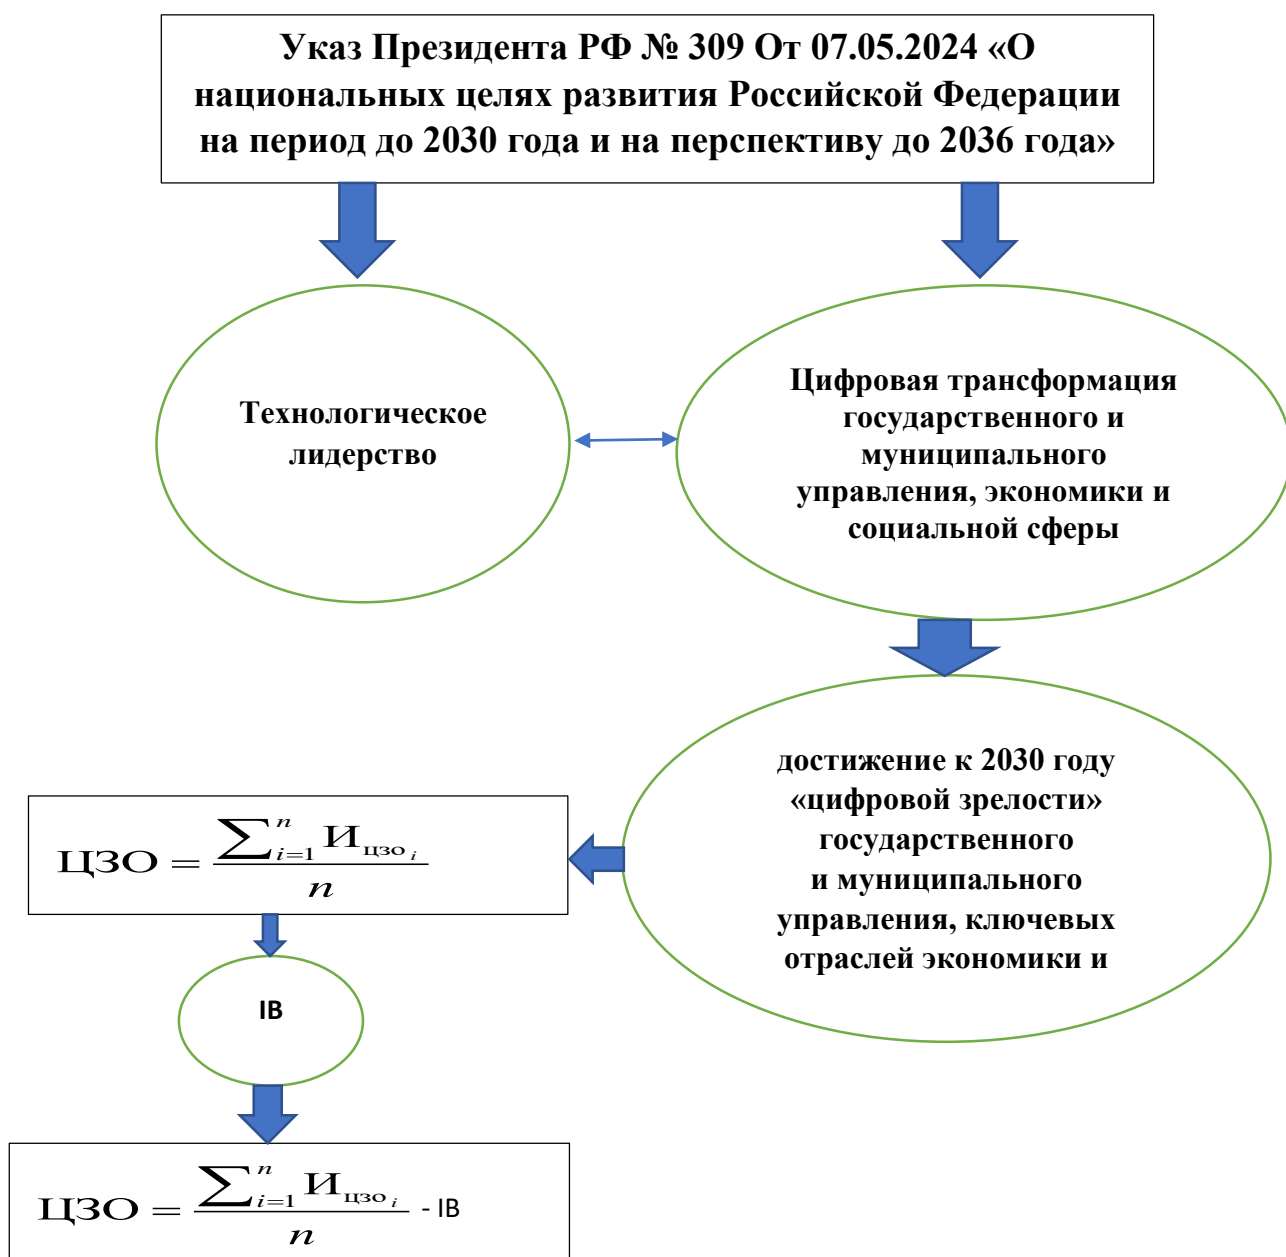 Указ Президента РФ № 309 От 07.05.2024 «О
национальных целях развития Российской Федерации
на период до 2030 года и на перспективу до 2036 года»
Технологическое
лидерство
Цифровая трансформация
государственного и
муниципального
управления, экономики и
социальной сферы
достижение к 2030 году
«цифровой зрелости»
государственного
и муниципального
управления, ключевых
отраслей экономики и
ЦЗО = ∑ⁿᵢ₌₁ И_цзоᵢ / n
IB
ЦЗО = ∑ⁿᵢ₌₁ И_цзоᵢ / n - IB